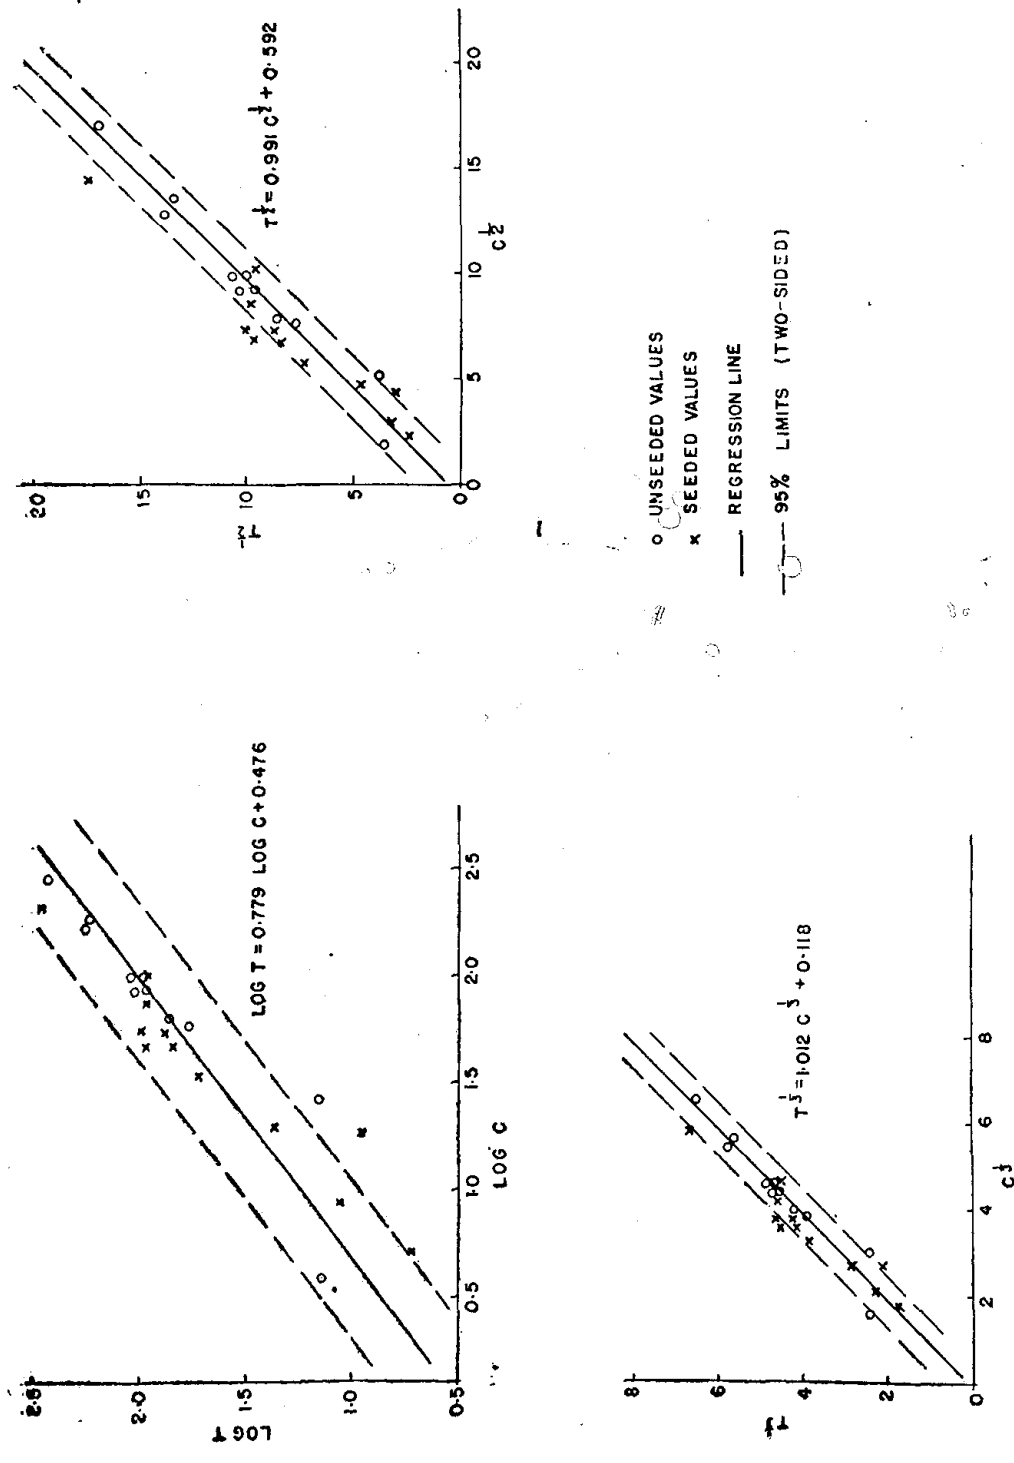 LOG T
2.5
2.0
1.5
1.0
0.5
0.5
1.0
1.5
2.0
2.5
LOG C
LOG T = 0.779 LOG C + 0.476
T½
20
15
10
5
0
5
10
15
20
C½
T½ = 0.991 C½ + 0.592
T⅓
8
6
4
2
0
2
4
6
8
C⅓
T⅓ = 1.012 C⅓ + 0.118
o UNSEEDED VALUES
x SEEDED VALUES
REGRESSION LINE
95% LIMITS (TWO-SIDED)